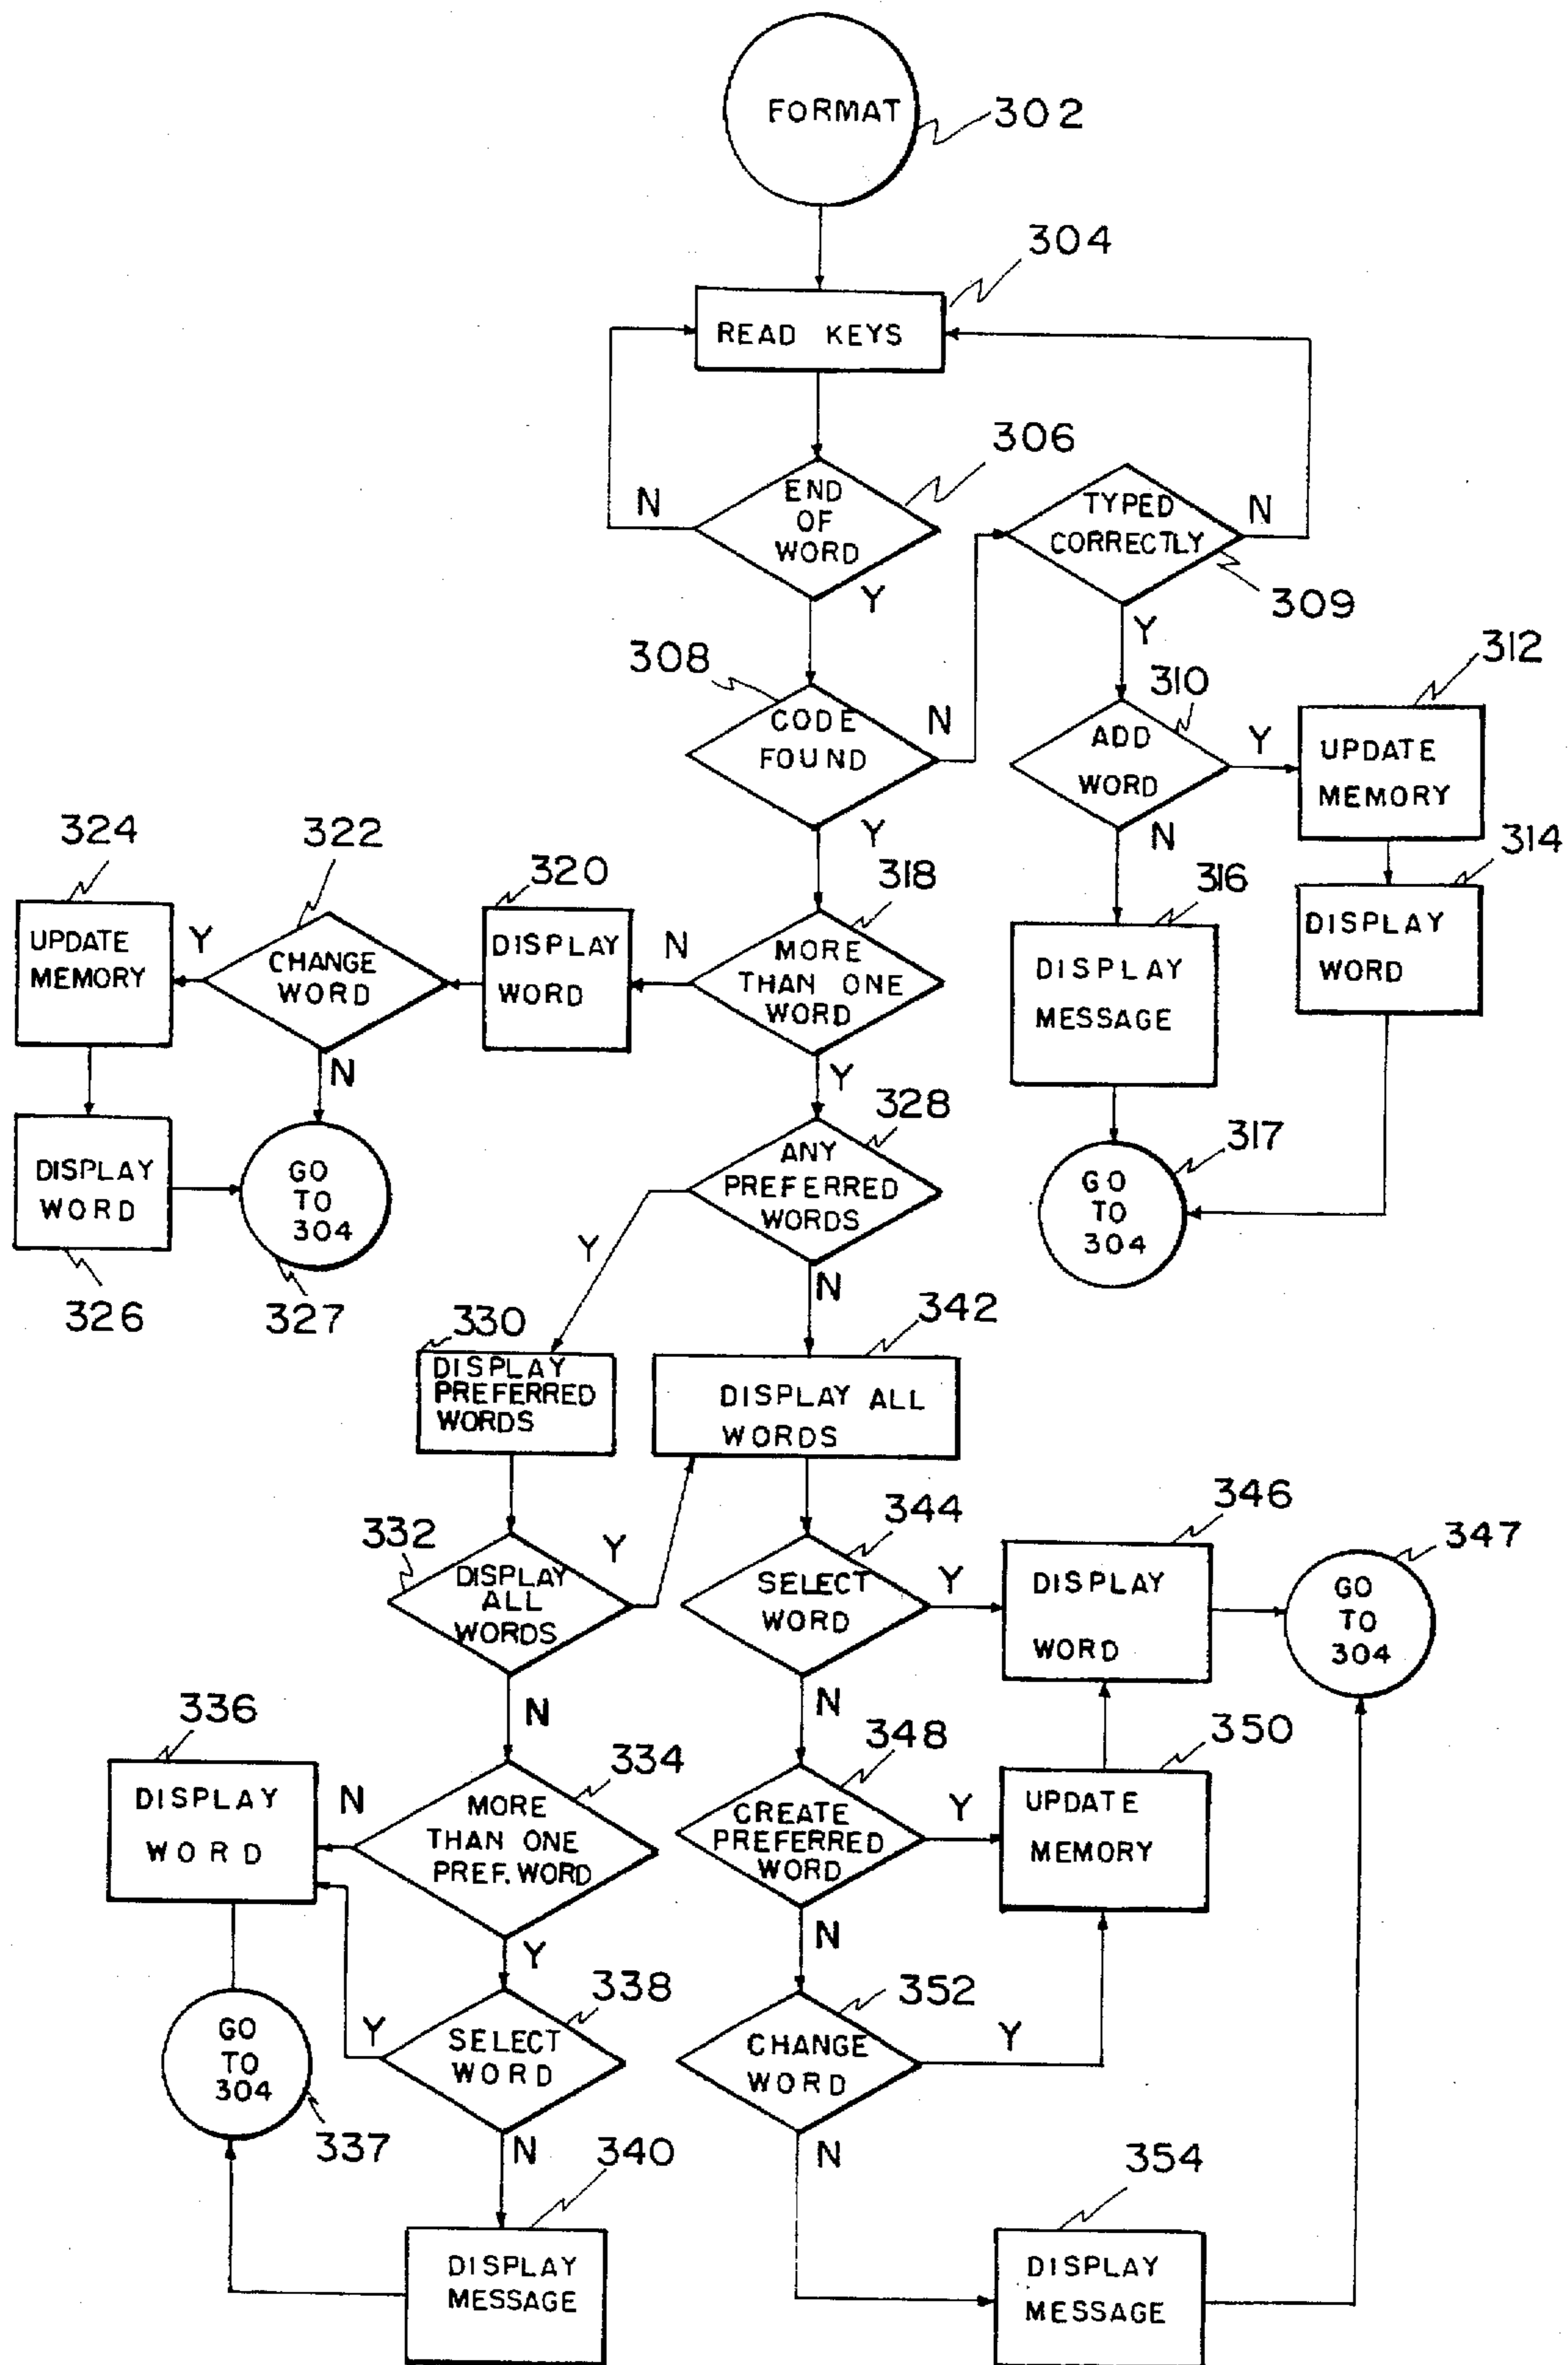 FORMAT
302
304
READ KEYS
306
N
END
OF
WORD
Y
TYPED
CORRECTLY
N
309
Y
308
CODE
FOUND
N
Y
310
ADD
WORD
Y
N
312
UPDATE
MEMORY
314
DISPLAY
WORD
316
DISPLAY
MESSAGE
317
GO
TO
304
318
MORE
THAN ONE
WORD
N
Y
320
DISPLAY
WORD
322
CHANGE
WORD
Y
N
324
UPDATE
MEMORY
DISPLAY
WORD
326
GO
TO
304
327
328
ANY
PREFERRED
WORDS
Y
N
330
DISPLAY
PREFERRED
WORDS
342
DISPLAY ALL
WORDS
332
DISPLAY
ALL
WORDS
Y
N
344
SELECT
WORD
Y
N
346
DISPLAY
WORD
347
GO
TO
304
336
DISPLAY
WORD
334
MORE
THAN ONE
PREF. WORD
N
Y
348
CREATE
PREFERRED
WORD
Y
N
350
UPDATE
MEMORY
GO
TO
304
337
338
SELECT
WORD
Y
N
352
CHANGE
WORD
Y
N
340
DISPLAY
MESSAGE
354
DISPLAY
MESSAGE